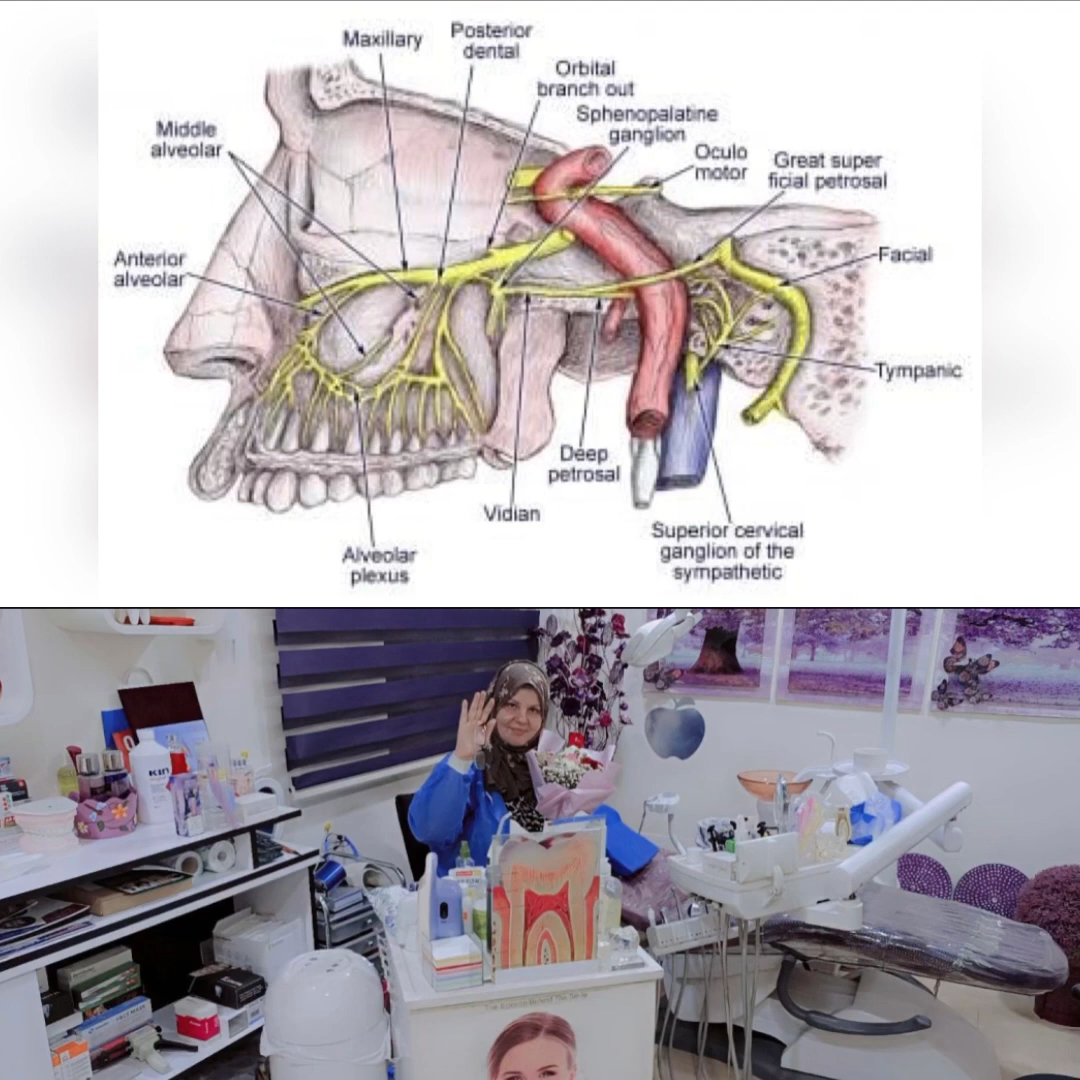 Maxillary
Posterior
dental
Orbital
branch out
Sphenopalatine
ganglion
Middle
alveolar
Oculo
motor
Great super
ficial petrosal
Anterior
alveolar
Facial
Tympanic
Deep
petrosal
Vidian
Superior cervical
ganglion of the
sympathetic
Alveolar
plexus
KIN